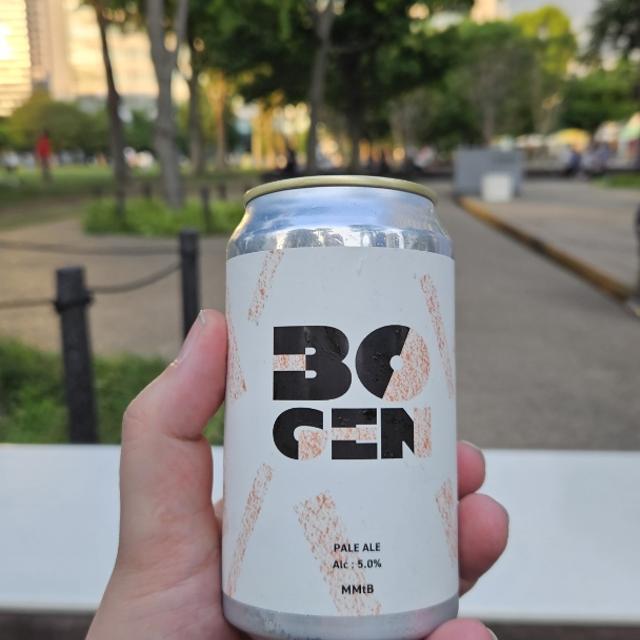 BO
GEN
PALE ALE
Alc : 5.0%
MMtB